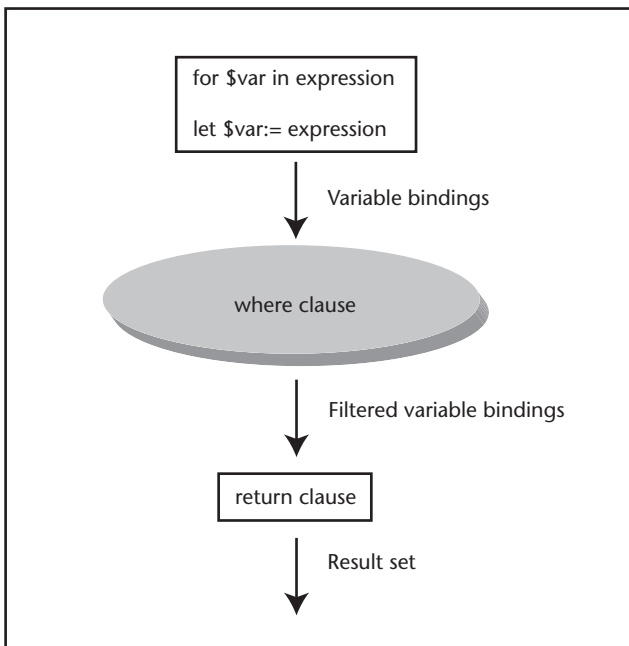 for $var in expression
let $var:= expression
Variable bindings
where clause
Filtered variable bindings
return clause
Result set